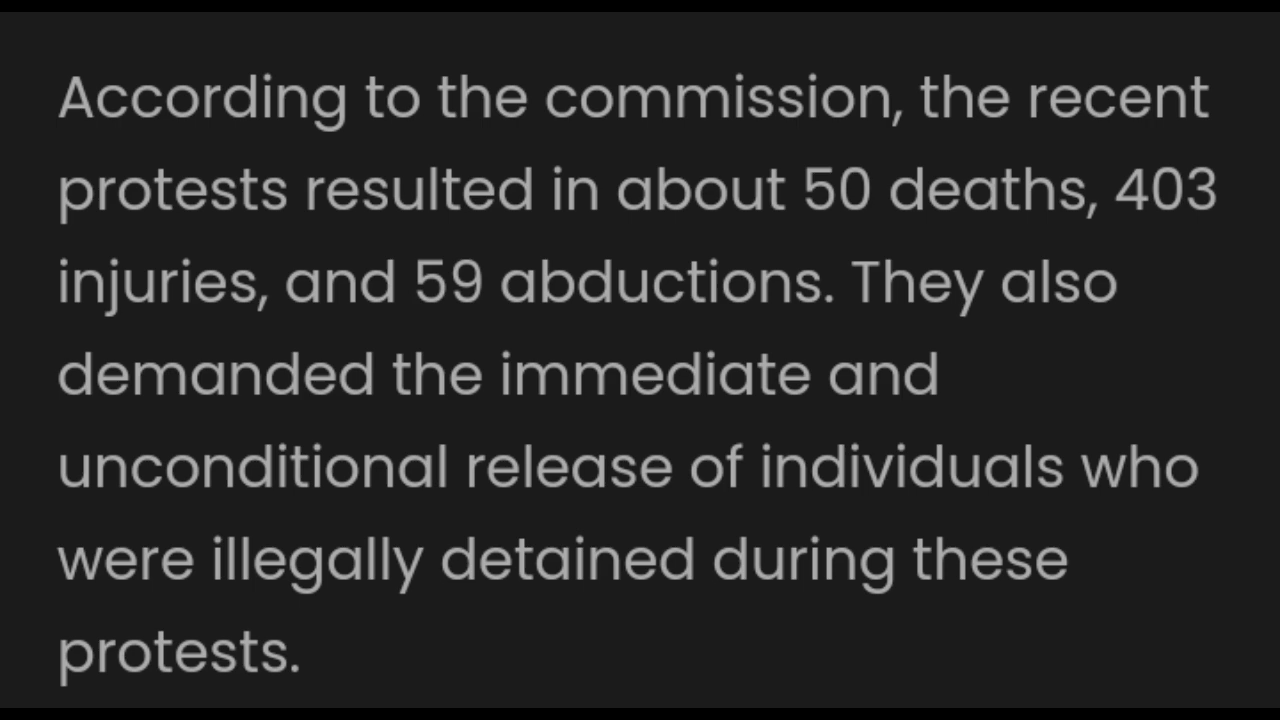 According to the commission, the recent
protests resulted in about 50 deaths, 403
injuries, and 59 abductions. They also
demanded the immediate and
unconditional release of individuals who
were illegally detained during these
protests.